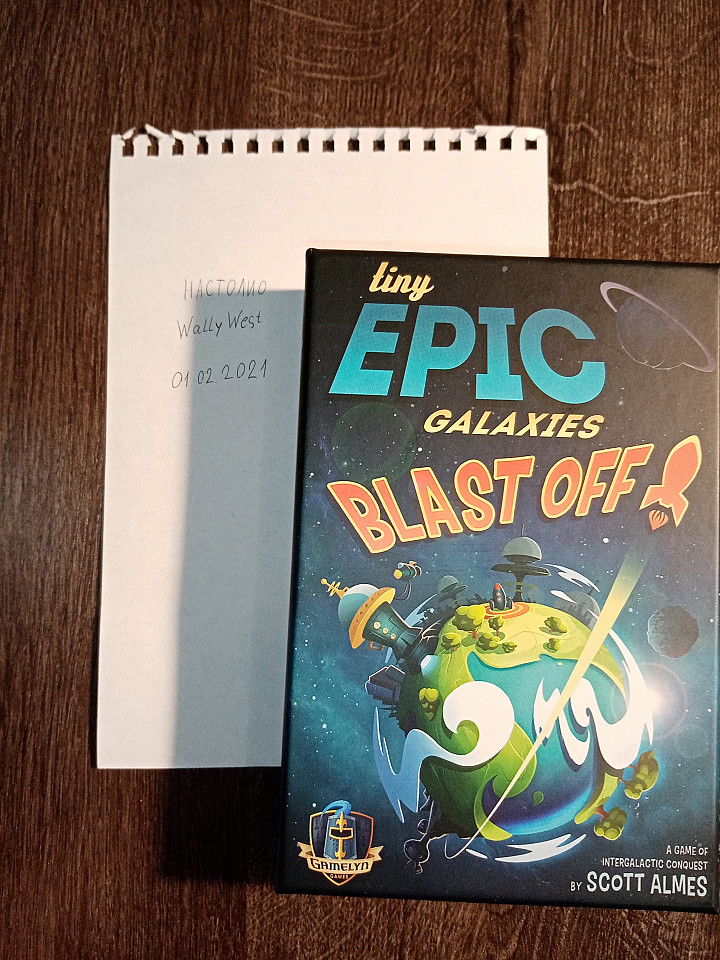 НАСТОЛИО
Wally West
01.02.2021
tiny
EPIC
GALAXIES
BLAST OFF
GAMELYN
GAMES
A GAME OF
INTERGALACTIC CONQUEST
BY SCOTT ALMES